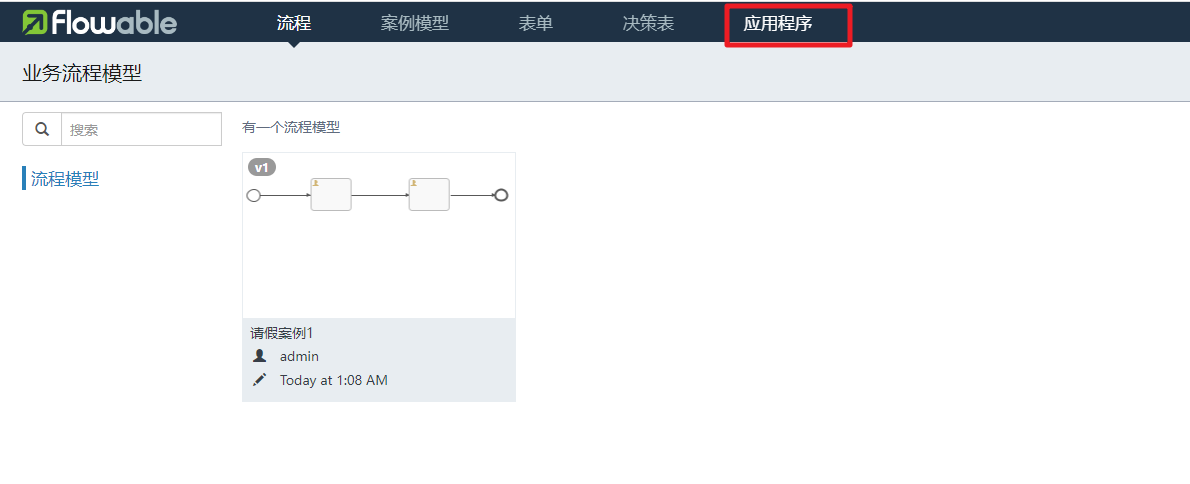 flowable 流程 案例模型 表单 决策表 应用程序
业务流程模型
搜索
有一个流程模型
流程模型
v1
请假案例1
admin
Today at 1:08 AM